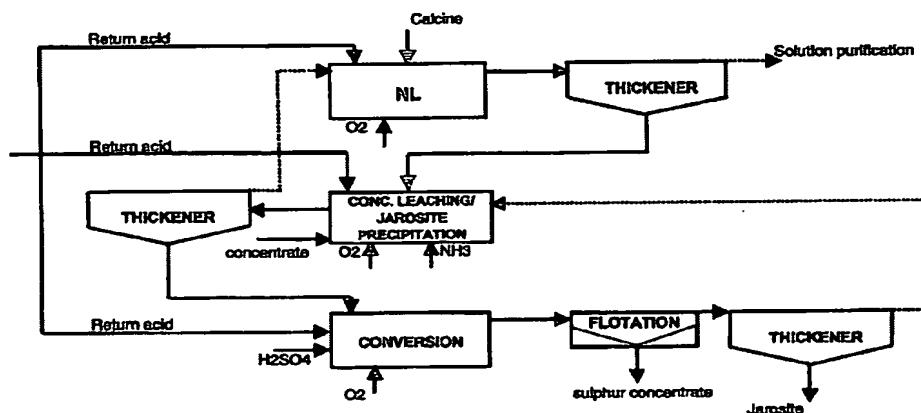 Calcine
Return acid
Solution purification
NL
THICKENER
O2
Return acid
CONC. LEACHING/
JAROSITE
PRECIPITATION
THICKENER
concentrate
O2
NH3
Return acid
FLOTATION
CONVERSION
THICKENER
H2SO4
O2
sulphur concentrate
Jarosite